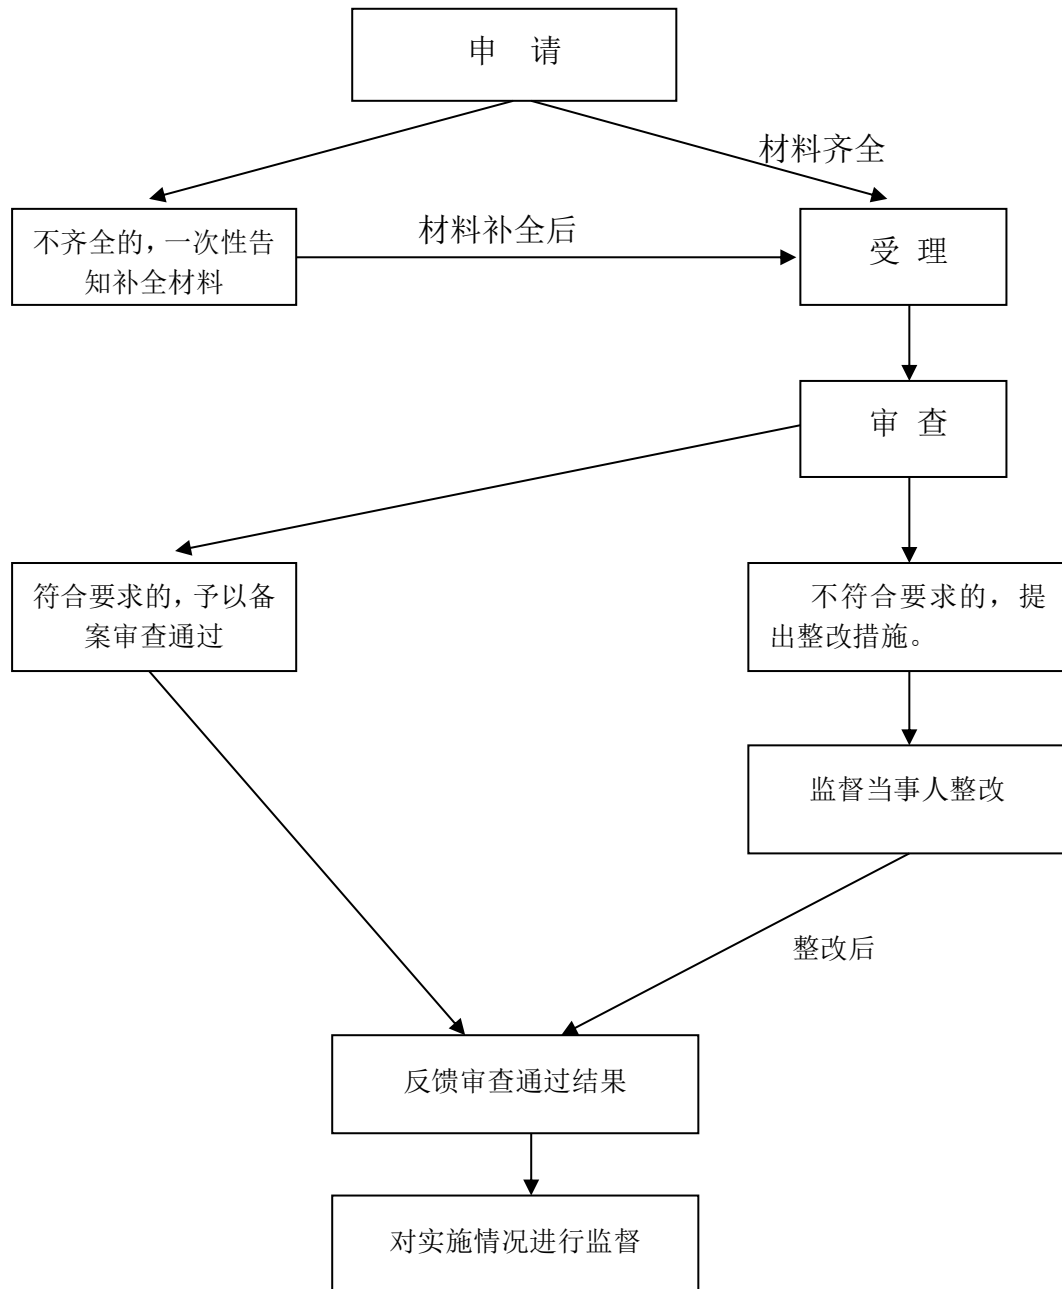 申 请
材料齐全
不齐全的，一次性告
知补全材料
材料补全后
受 理
审 查
符合要求的，予以备
案审查通过
不符合要求的，提
出整改措施。
监督当事人整改
整改后
反馈审查通过结果
对实施情况进行监督